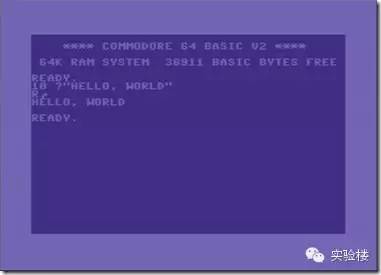 **** COMMODORE 64 BASIC V2 ****
64K RAM SYSTEM 38911 BASIC BYTES FREE
READY.
10 ?"HELLO, WORLD"
HELLO, WORLD
READY.
实验楼